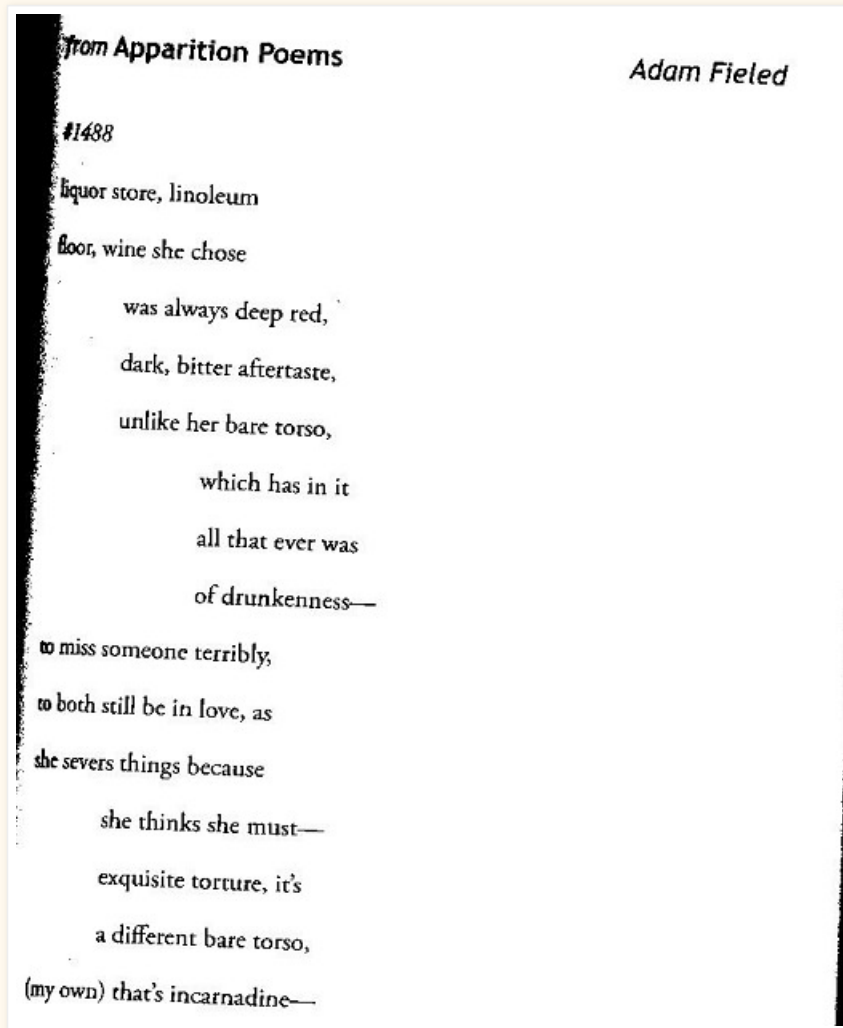 from Apparition Poems
Adam Fieled
#1488
liquor store, linoleum
floor, wine she chose
was always deep red,
dark, bitter aftertaste,
unlike her bare torso,
which has in it
all that ever was
of drunkenness—
to miss someone terribly,
to both still be in love, as
she severs things because
she thinks she must—
exquisite torture, it's
a different bare torso,
(my own) that's incarnadine—